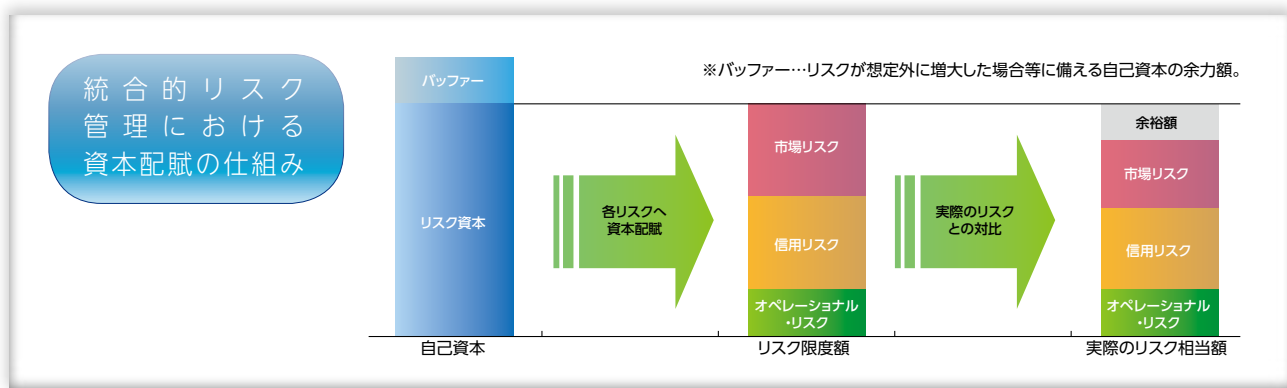 統合的リスク
管理における
資本配賦の仕組み
※バッファー…リスクが想定外に増大した場合等に備える自己資本の余力額。
バッファー
リスク資本
自己資本
各リスクへ
資本配賦
市場リスク
信用リスク
オペレーショナル
・リスク
リスク限度額
実際のリスク
との対比
余裕額
市場リスク
信用リスク
オペレーショナル
・リスク
実際のリスク相当額